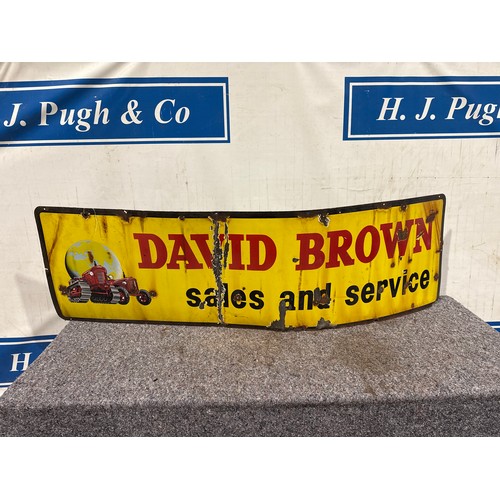 J. Pugh & Co
H. J. Pugh
DAVID BROWN
sales and service
H.